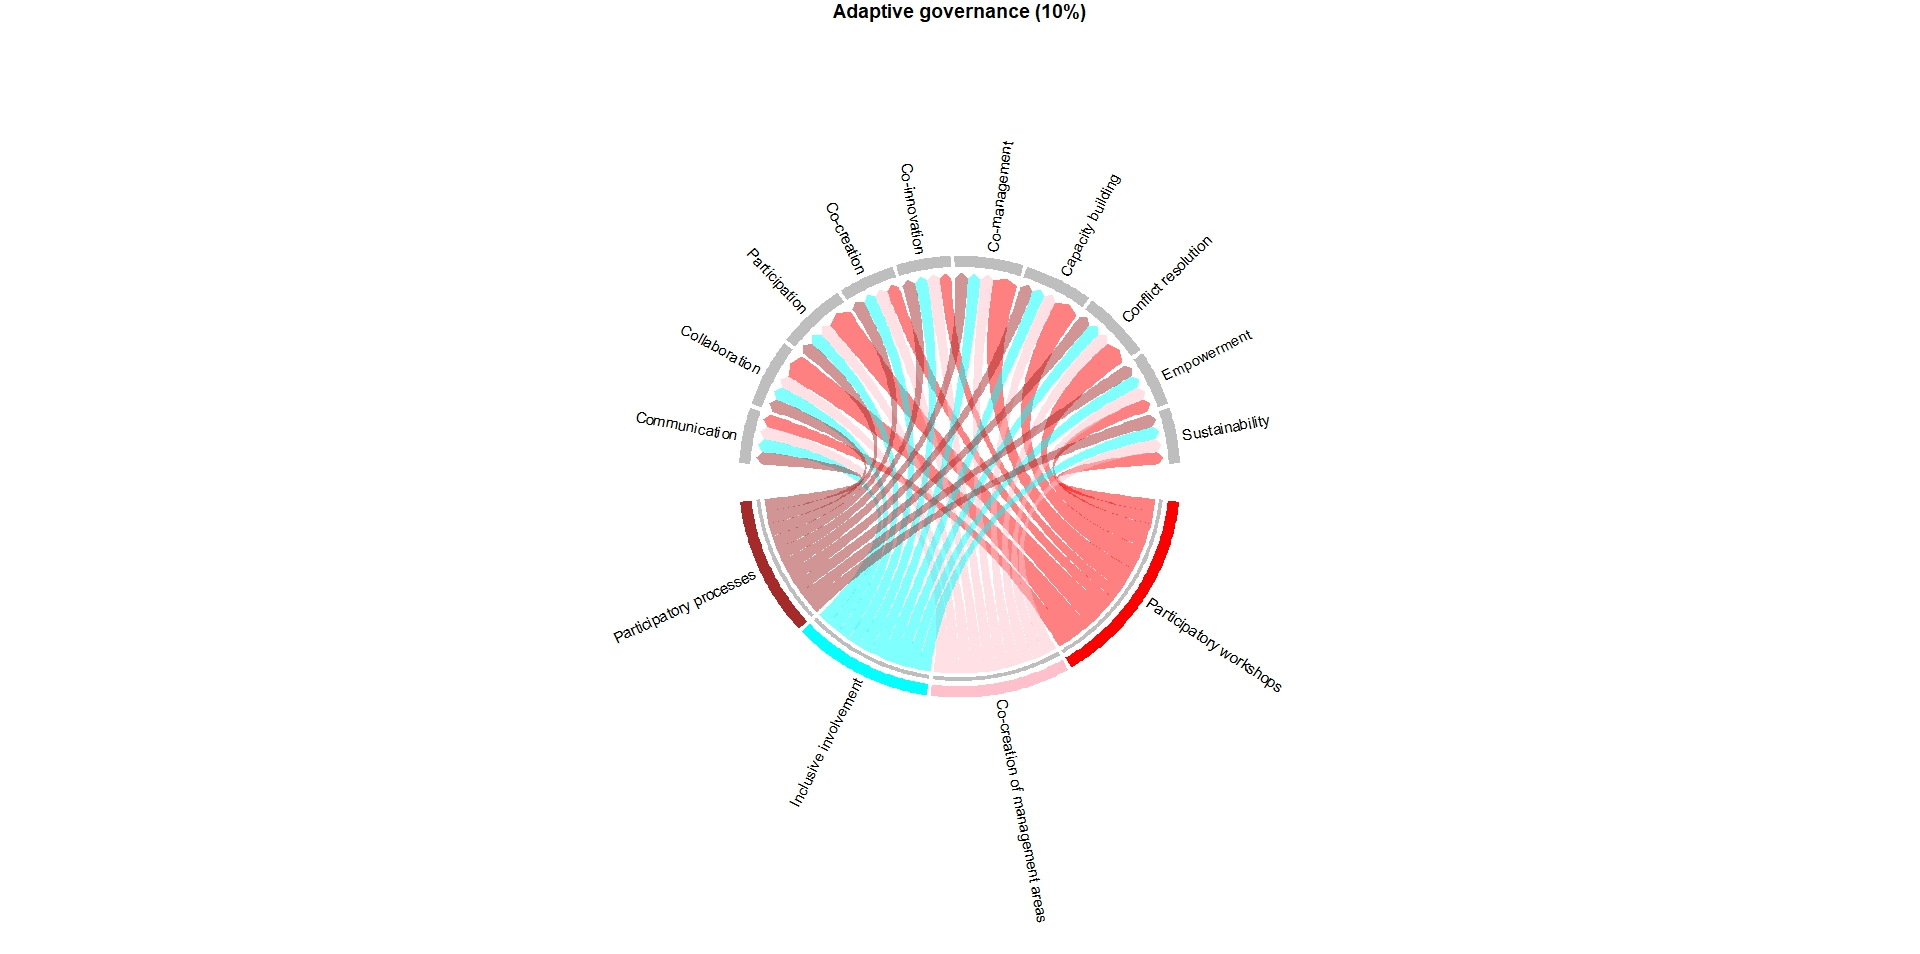 Adaptive governance (10%)
Communication
Collaboration
Participation
Co-creation
Co-innovation
Co-management
Capacity building
Conflict resolution
Empowerment
Sustainability
Participatory processes
Inclusive involvement
Co-creation of management areas
Participatory workshops